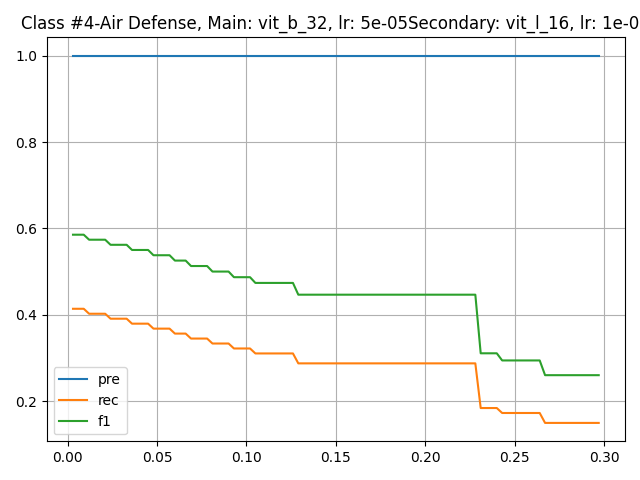 Class #4-Air Defense, Main: vit_b_32, lr: 5e-05Secondary: vit_l_16, lr: 1e-0
1.0
0.8
0.6
0.4
0.2
pre
rec
f1
0.00 0.05 0.10 0.15 0.20 0.25 0.30